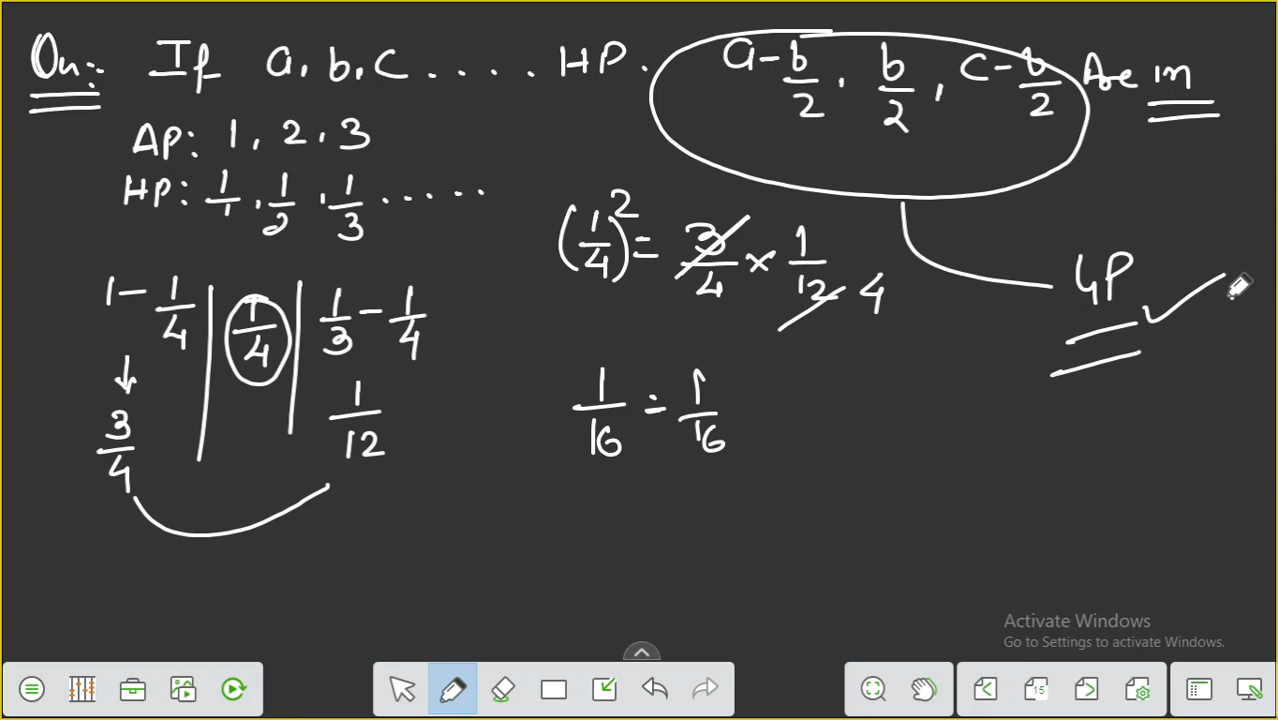 Qn: If a, b, c ..... HP. a - b/2, b/2, c - b/2 Are in
AP: 1, 2, 3
HP: 1/1, 1/2, 1/3 ......
(1/4)² = 3/4 × 1/12 4
GP
1 - 1/4 | 1/4 | 1/3 - 1/4
↓
3/4 1/12
1/16 = 1/16
Activate Windows
Go to Settings to activate Windows.
15